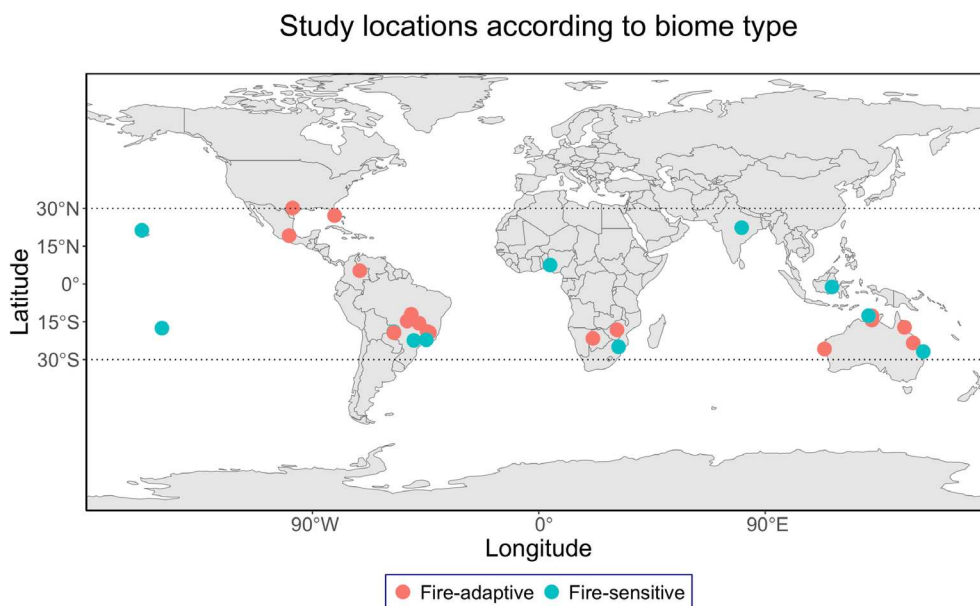 Study locations according to biome type
30°N
15°N
0°
15°S
30°S
Latitude
90°W
0°
90°E
Longitude
Fire-adaptive
Fire-sensitive